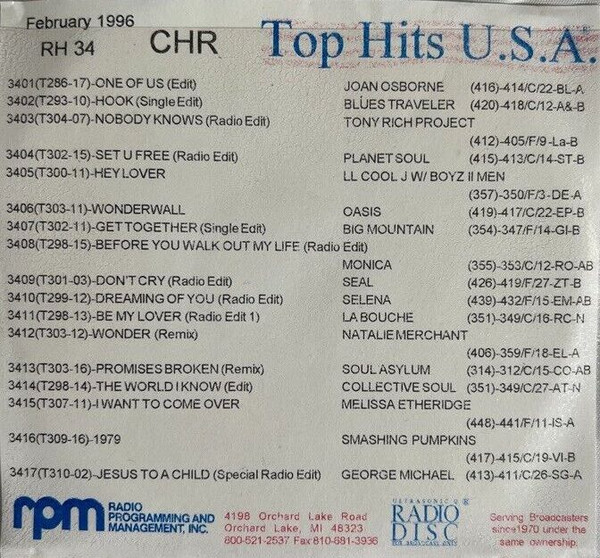 February 1996
RH 34 CHR Top Hits U.S.A.
3401(T286-17)-ONE OF US (Edit) JOAN OSBORNE (416)-414/C/22-BL-A
3402(T293-10)-HOOK (Single Edit) BLUES TRAVELER (420)-418/C/12-A&-B
3403(T304-07)-NOBODY KNOWS (Radio Edit) TONY RICH PROJECT
(412)-405/F/9-La-B
3404(T302-15)-SET U FREE (Radio Edit) PLANET SOUL (415)-413/C/14-ST-B
3405(T300-11)-HEY LOVER LL COOL J W/ BOYZ II MEN
(357)-350/F/3-DE-A
3406(T303-11)-WONDERWALL OASIS (419)-417/C/22-EP-B
3407(T302-11)-GET TOGETHER (Single Edit) BIG MOUNTAIN (354)-347/F/14-GI-B
3408(T298-15)-BEFORE YOU WALK OUT MY LIFE (Radio Edit)
MONICA (355)-353/C/12-RO-AB
3409(T301-03)-DON'T CRY (Radio Edit) SEAL (426)-419/F/27-ZT-B
3410(T299-12)-DREAMING OF YOU (Radio Edit) SELENA (439)-432/F/15-EM-AB
3411(T298-13)-BE MY LOVER (Radio Edit 1) LA BOUCHE (351)-349/C/16-RC-N
3412(T303-12)-WONDER (Remix) NATALIE MERCHANT
(406)-359/F/18-EL-A
3413(T303-16)-PROMISES BROKEN (Remix) SOUL ASYLUM (314)-312/C/15-CO-AB
3414(T298-14)-THE WORLD I KNOW (Edit) COLLECTIVE SOUL (351)-349/C/27-AT-N
3415(T307-11)-I WANT TO COME OVER MELISSA ETHERIDGE
(448)-441/F/11-IS-A
3416(T309-16)-1979 SMASHING PUMPKINS
(417)-415/C/19-VI-B
3417(T310-02)-JESUS TO A CHILD (Special Radio Edit) GEORGE MICHAEL (413)-411/C/26-SG-A
rpm RADIO PROGRAMMING AND MANAGEMENT, INC.
4198 Orchard Lake Road
Orchard Lake, MI 48323
800-521-2537 Fax 810-681-3936
ULTRASONIC Q ®
RADIO
DISC
FOR BROADCAST ONLY
Serving Broadcasters
since 1970 under the
same ownership.